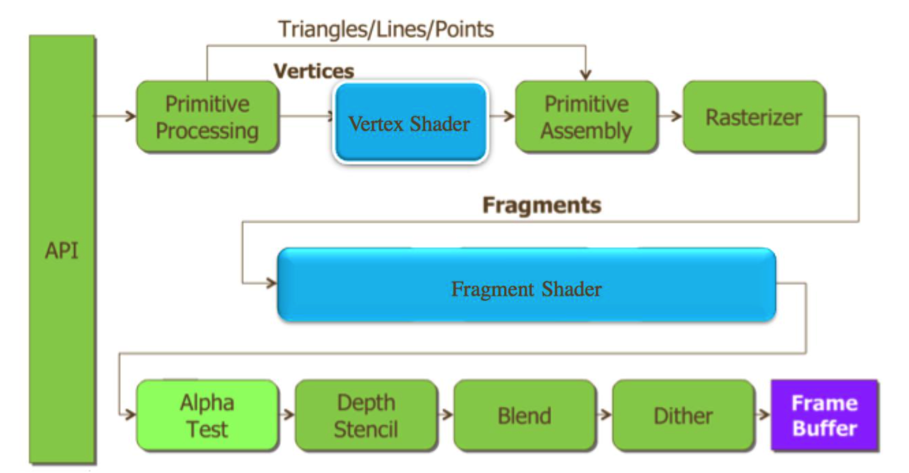 Triangles/Lines/Points
Vertices
Primitive
Processing
Vertex Shader
Primitive
Assembly
Rasterizer
Fragments
API
Fragment Shader
Alpha
Test
Depth
Stencil
Blend
Dither
Frame
Buffer